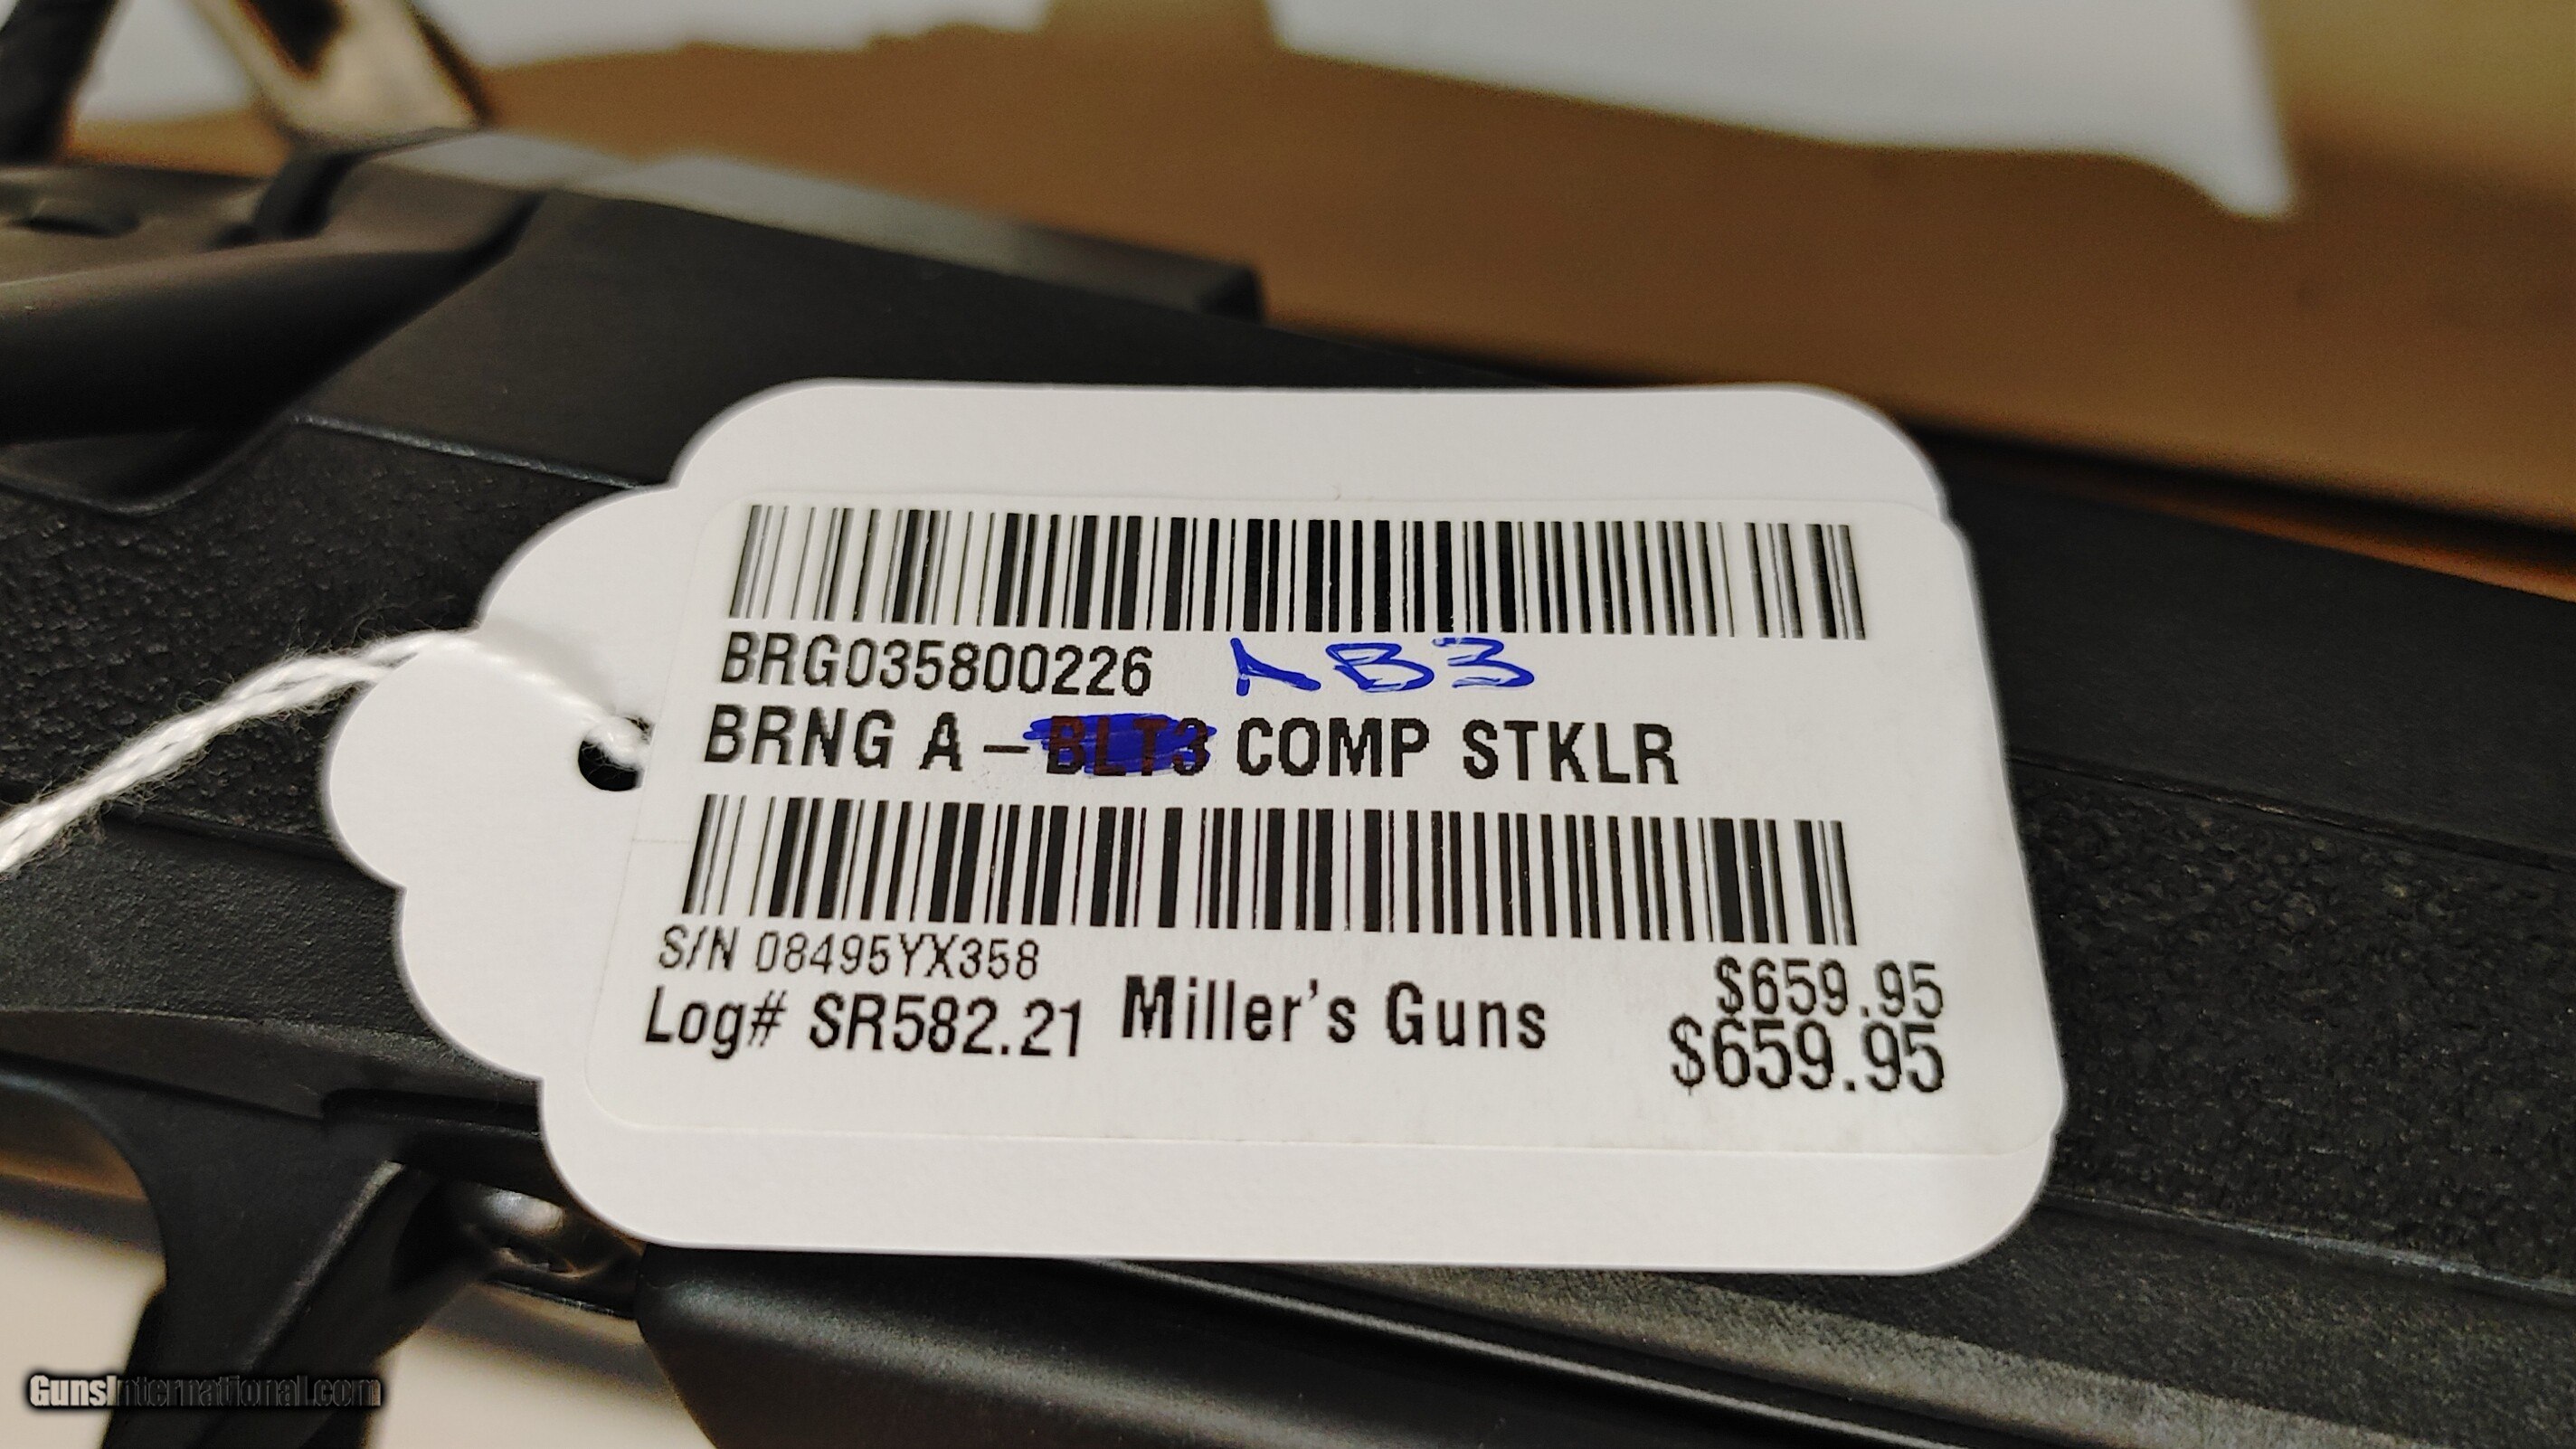 BRG035800226 AB3
BRNG A-BLT3 COMP STKLR
S/N 08495YX358
Log# SR582.21 Miller's Guns
$659.95
$659.95
GunsInternational.com